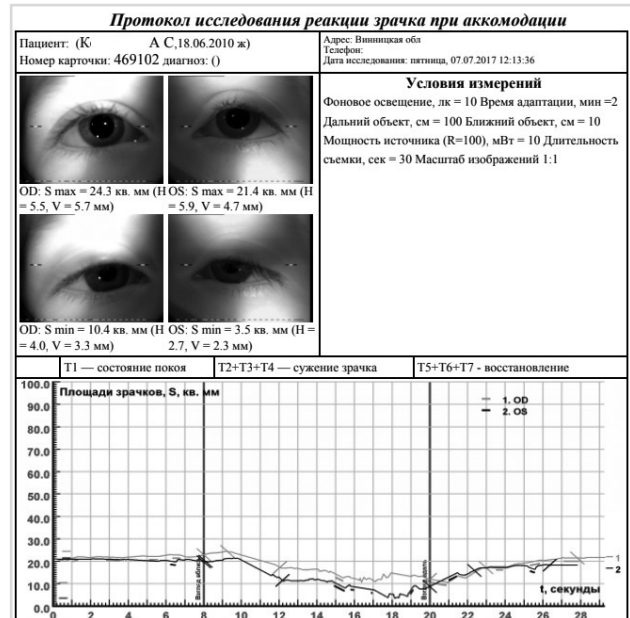 Протокол исследования реакции зрачка при аккомодации
Пациент: (К А С,18.06.2010 ж)
Номер карточки: 469102 диагноз: ()
Адрес: Винницкая обл
Телефон:
Дата исследования: пятница, 07.07.2017 12:13:36
OD: S max = 24.3 кв. мм (H
= 5.5, V = 5.7 мм)
OS: S max = 21.4 кв. мм (H
= 5.9, V = 4.7 мм)
OD: S min = 10.4 кв. мм (H
= 4.0, V = 3.3 мм)
OS: S min = 3.5 кв. мм (H =
2.7, V = 2.3 мм)
Условия измерений
Фоновое освещение, лк = 10 Время адаптации, мин =2
Дальний объект, см = 100 Ближний объект, см = 10
Мощность источника (R=100), мВт = 10 Длительность
съемки, сек = 30 Масштаб изображений 1:1
T1 — состояние покоя
T2+T3+T4 — сужение зрачка
T5+T6+T7 - восстановление
Площади зрачков, S, кв. мм
1. OD
2. OS
100.0
90.0
80.0
70.0
60.0
50.0
40.0
30.0
20.0
10.0
0.0
1
2
t, секунды
0 2 4 6 8 10 12 14 16 18 20 22 24 26 28